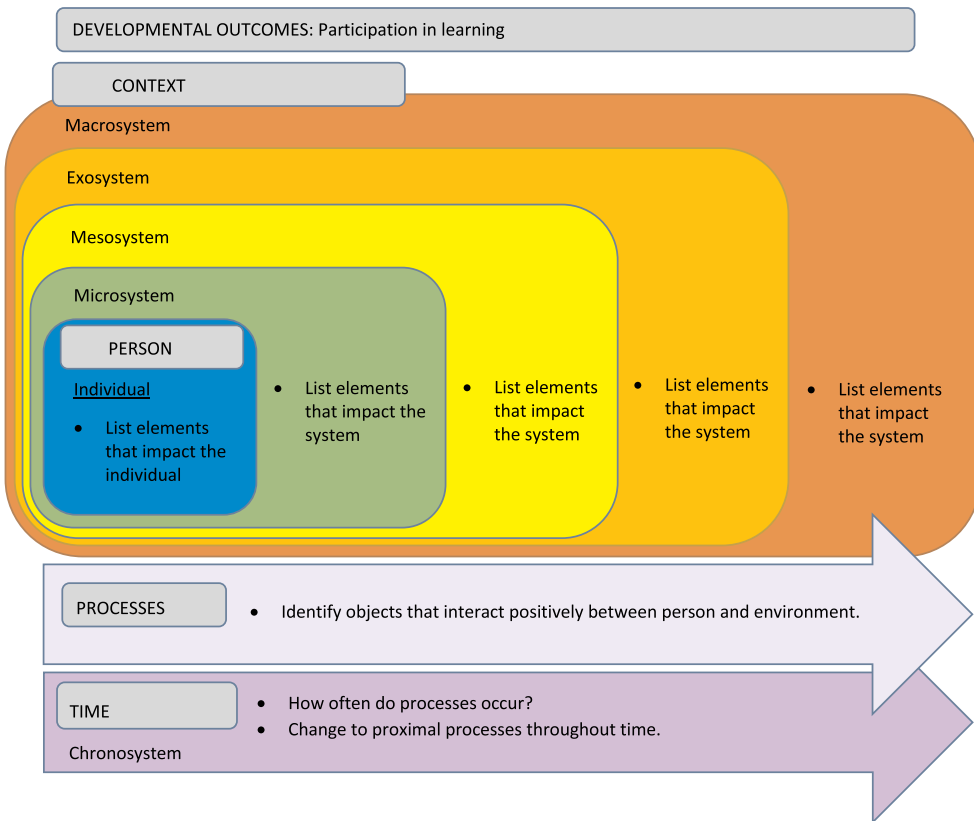 DEVELOPMENTAL OUTCOMES: Participation in learning
CONTEXT
Macrosystem
Exosystem
Mesosystem
Microsystem
PERSON
Individual
• List elements
that impact the
individual
• List elements
that impact the
system
• List elements
that impact
the system
• List elements
that impact
the system
• List elements
that impact
the system
PROCESSES
• Identify objects that interact positively between person and environment.
TIME
• How often do processes occur?
• Change to proximal processes throughout time.
Chronosystem